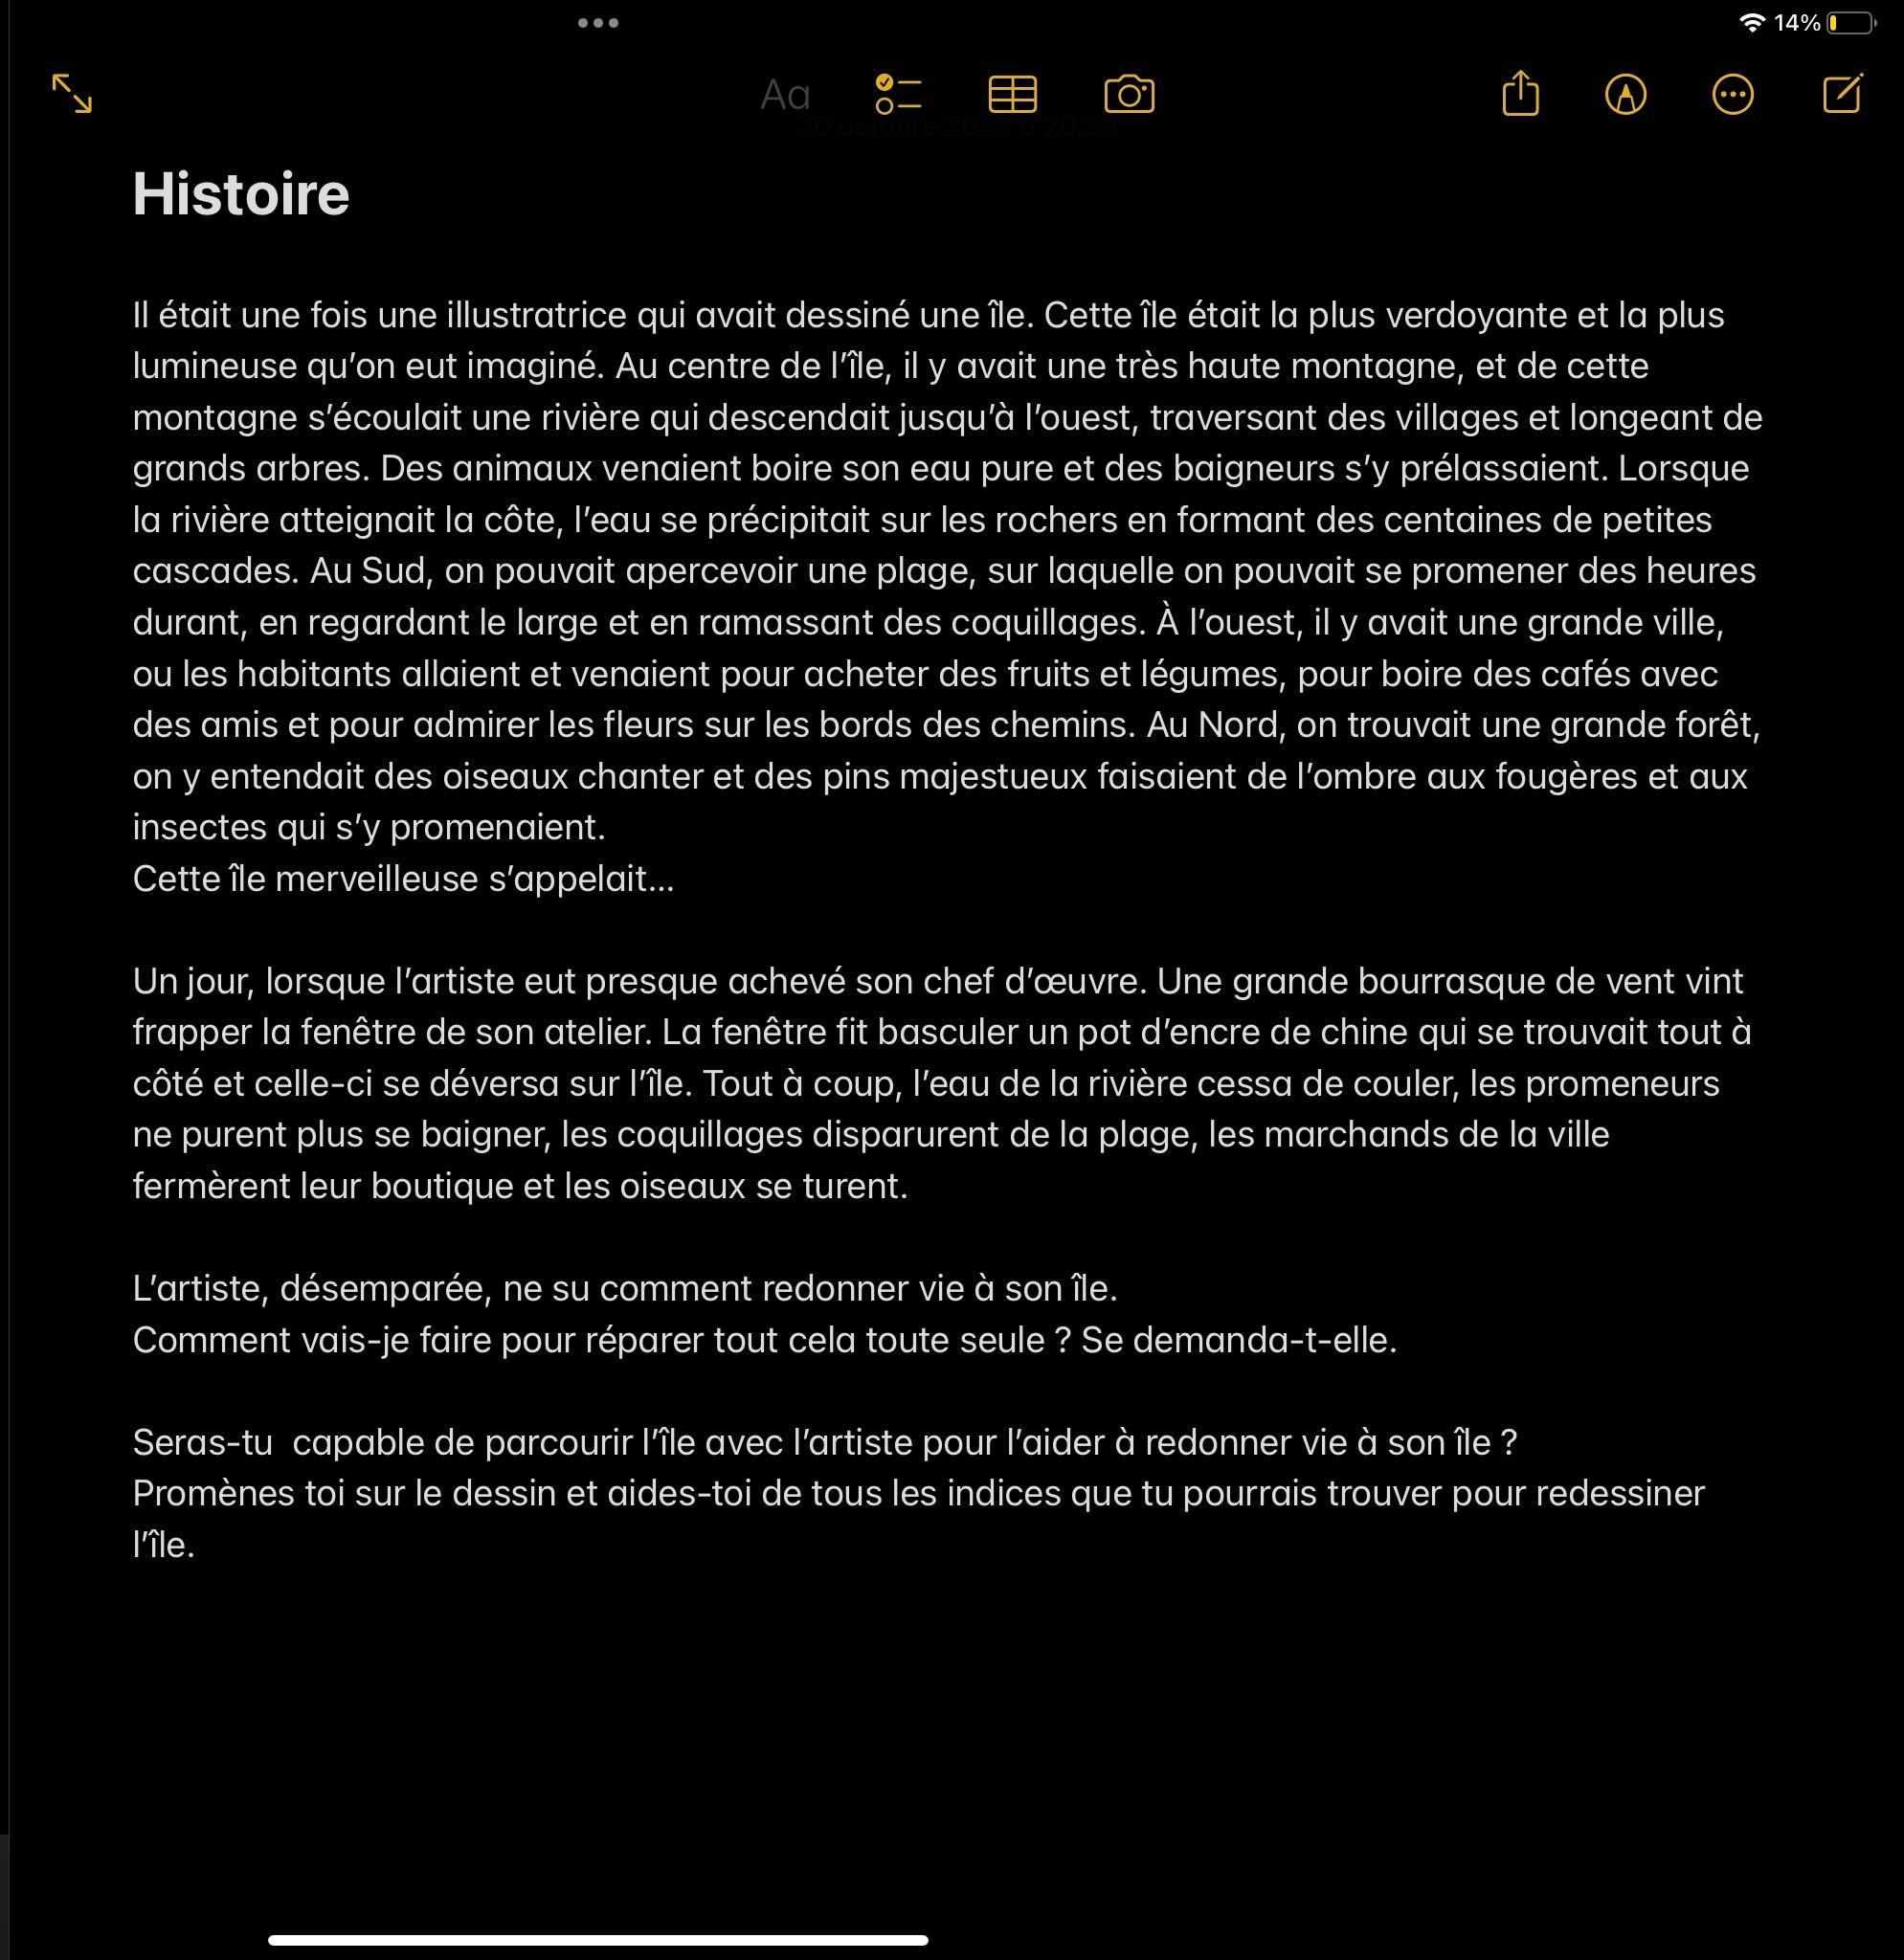 14%
Aa
Histoire
Il était une fois une illustratrice qui avait dessiné une île. Cette île était la plus verdoyante et la plus
lumineuse qu’on eut imaginé. Au centre de l’île, il y avait une très haute montagne, et de cette
montagne s’écoulait une rivière qui descendait jusqu’à l’ouest, traversant des villages et longeant de
grands arbres. Des animaux venaient boire son eau pure et des baigneurs s’y prélassaient. Lorsque
la rivière atteignait la côte, l’eau se précipitait sur les rochers en formant des centaines de petites
cascades. Au Sud, on pouvait apercevoir une plage, sur laquelle on pouvait se promener des heures
durant, en regardant le large et en ramassant des coquillages. À l’ouest, il y avait une grande ville,
ou les habitants allaient et venaient pour acheter des fruits et légumes, pour boire des cafés avec
des amis et pour admirer les fleurs sur les bords des chemins. Au Nord, on trouvait une grande forêt,
on y entendait des oiseaux chanter et des pins majestueux faisaient de l’ombre aux fougères et aux
insectes qui s’y promenaient.
Cette île merveilleuse s’appelait...
Un jour, lorsque l’artiste eut presque achevé son chef d’œuvre. Une grande bourrasque de vent vint
frapper la fenêtre de son atelier. La fenêtre fit basculer un pot d’encre de chine qui se trouvait tout à
côté et celle-ci se déversa sur l’île. Tout à coup, l’eau de la rivière cessa de couler, les promeneurs
ne purent plus se baigner, les coquillages disparurent de la plage, les marchands de la ville
fermèrent leur boutique et les oiseaux se turent.
L’artiste, désemparée, ne su comment redonner vie à son île.
Comment vais-je faire pour réparer tout cela toute seule ? Se demanda-t-elle.
Seras-tu  capable de parcourir l’île avec l’artiste pour l’aider à redonner vie à son île ?
Promènes toi sur le dessin et aides-toi de tous les indices que tu pourrais trouver pour redessiner
l’île.